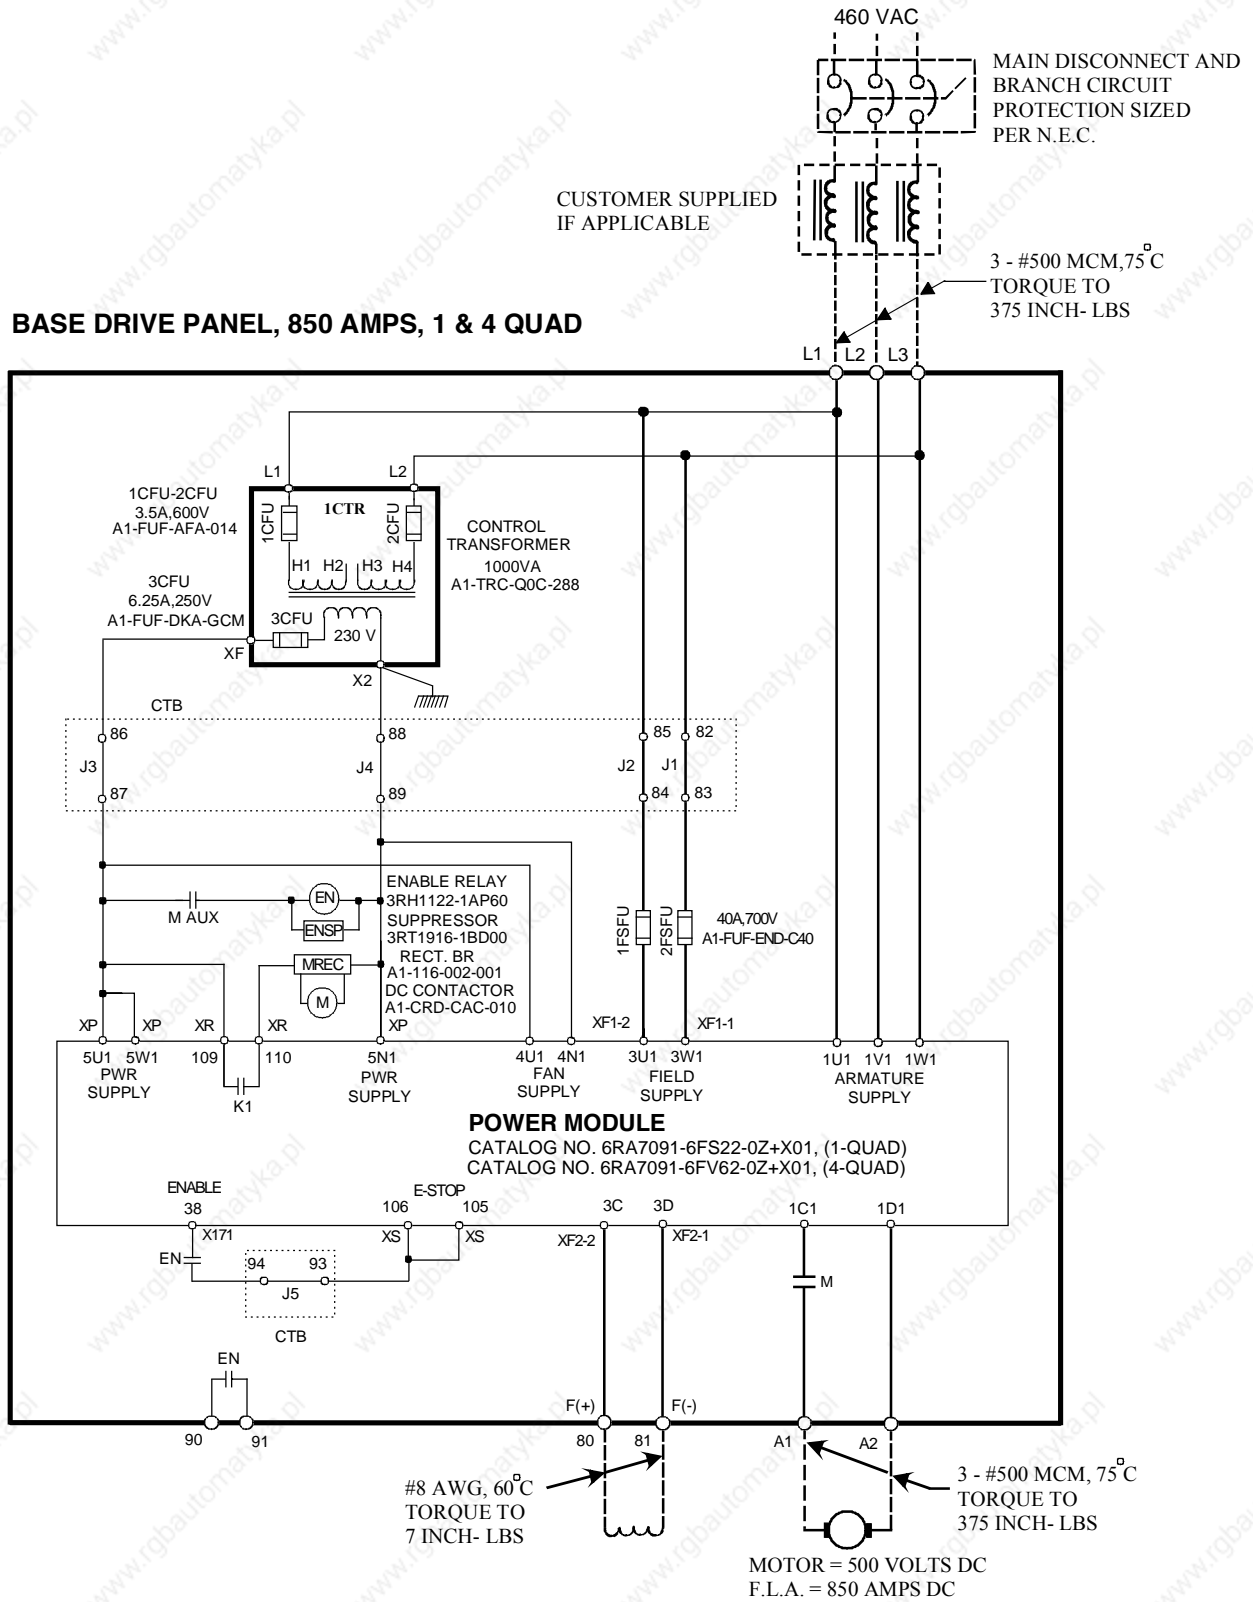 460 VAC
MAIN DISCONNECT AND
BRANCH CIRCUIT
PROTECTION SIZED
PER N.E.C.
CUSTOMER SUPPLIED
IF APPLICABLE
3 - #500 MCM,75°C
TORQUE TO
375 INCH- LBS
BASE DRIVE PANEL, 850 AMPS, 1 & 4 QUAD
L1 L2 L3
L1 L2
1CFU-2CFU
3.5A,600V
A1-FUF-AFA-014
1CFU
1CTR
2CFU
CONTROL
TRANSFORMER
1000VA
A1-TRC-Q0C-288
H1 H2 H3 H4
3CFU
6.25A,250V
A1-FUF-DKA-GCM
3CFU
230 V
XF
X2
CTB
86 88 85 82
J3 J4 J2 J1
87 89 84 83
M AUX
EN
ENSP
ENABLE RELAY
3RH1122-1AP60
SUPPRESSOR
3RT1916-1BD00
RECT. BR
A1-116-002-001
DC CONTACTOR
A1-CRD-CAC-010
MREC
M
1FSFU
2FSFU
40A,700V
A1-FUF-END-C40
XP XP XR XR XP XF1-2 XF1-1
5U1 5W1 109 110 5N1 4U1 4N1 3U1 3W1 1U1 1V1 1W1
PWR
SUPPLY
K1
PWR
SUPPLY
FAN
SUPPLY
FIELD
SUPPLY
ARMATURE
SUPPLY
POWER MODULE
CATALOG NO. 6RA7091-6FS22-0Z+X01, (1-QUAD)
CATALOG NO. 6RA7091-6FV62-0Z+X01, (4-QUAD)
ENABLE
38
E-STOP
106 105
3C 3D 1C1 1D1
X171 XS XS XF2-2 XF2-1
EN
94 93
J5
CTB
M
EN
90 91
F(+) F(-)
80 81
A1 A2
#8 AWG, 60°C
TORQUE TO
7 INCH- LBS
3 - #500 MCM, 75°C
TORQUE TO
375 INCH- LBS
MOTOR = 500 VOLTS DC
F.L.A. = 850 AMPS DC
www.rgbautomatyka.pl